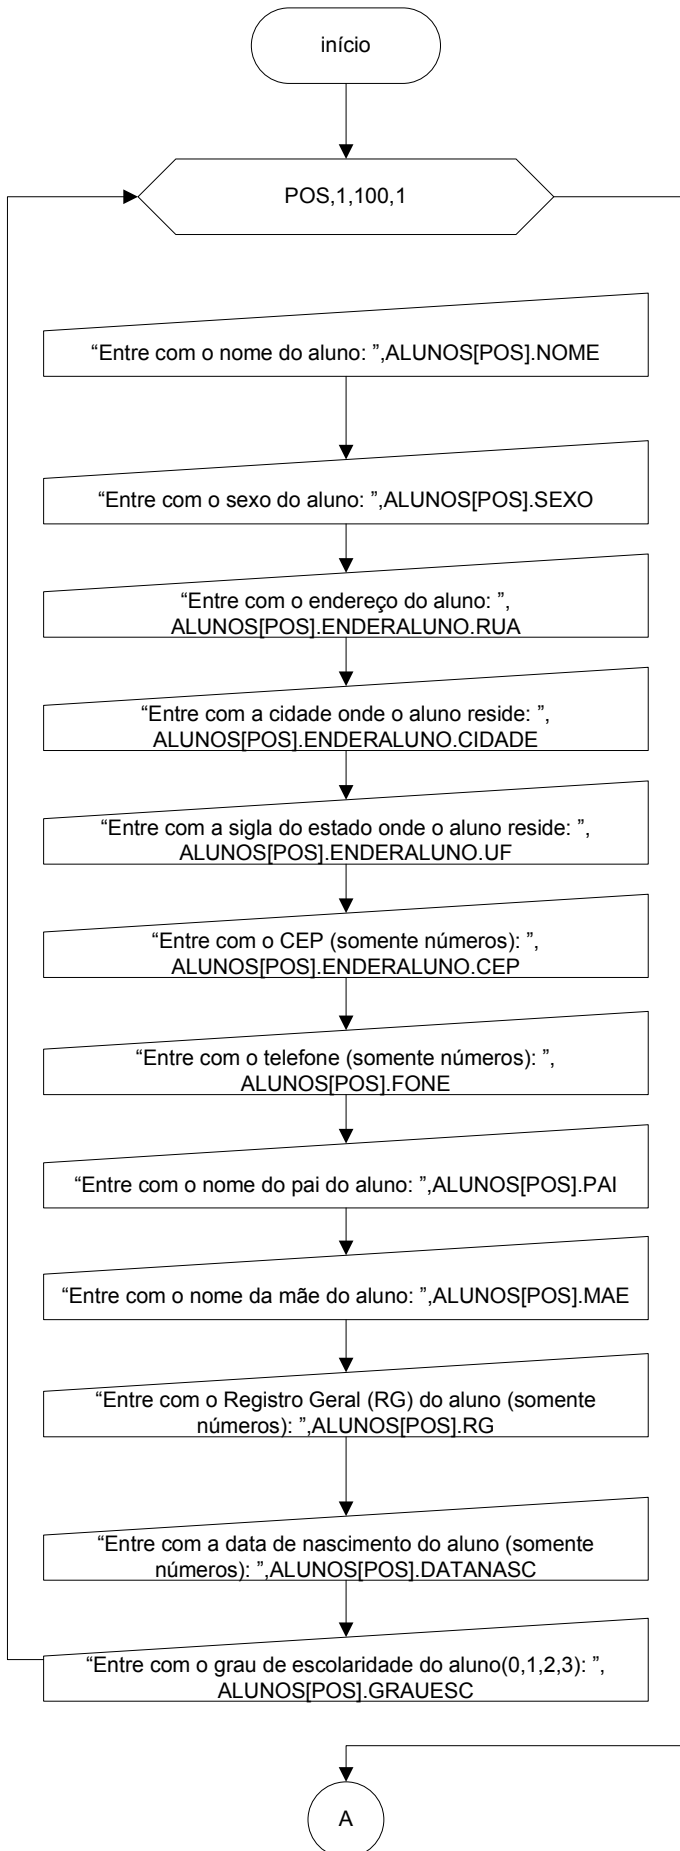 início
POS,1,100,1
“Entre com o nome do aluno: ”,ALUNOS[POS].NOME
“Entre com o sexo do aluno: ”,ALUNOS[POS].SEXO
“Entre com o endereço do aluno: ”,
ALUNOS[POS].ENDERALUNO.RUA
“Entre com a cidade onde o aluno reside: ”,
ALUNOS[POS].ENDERALUNO.CIDADE
“Entre com a sigla do estado onde o aluno reside: ”,
ALUNOS[POS].ENDERALUNO.UF
“Entre com o CEP (somente números): ”,
ALUNOS[POS].ENDERALUNO.CEP
“Entre com o telefone (somente números): ”,
ALUNOS[POS].FONE
“Entre com o nome do pai do aluno: ”,ALUNOS[POS].PAI
“Entre com o nome da mãe do aluno: ”,ALUNOS[POS].MAE
“Entre com o Registro Geral (RG) do aluno (somente
números): ”,ALUNOS[POS].RG
“Entre com a data de nascimento do aluno (somente
números): ”,ALUNOS[POS].DATANASC
“Entre com o grau de escolaridade do aluno(0,1,2,3): ”,
ALUNOS[POS].GRAUESC
A